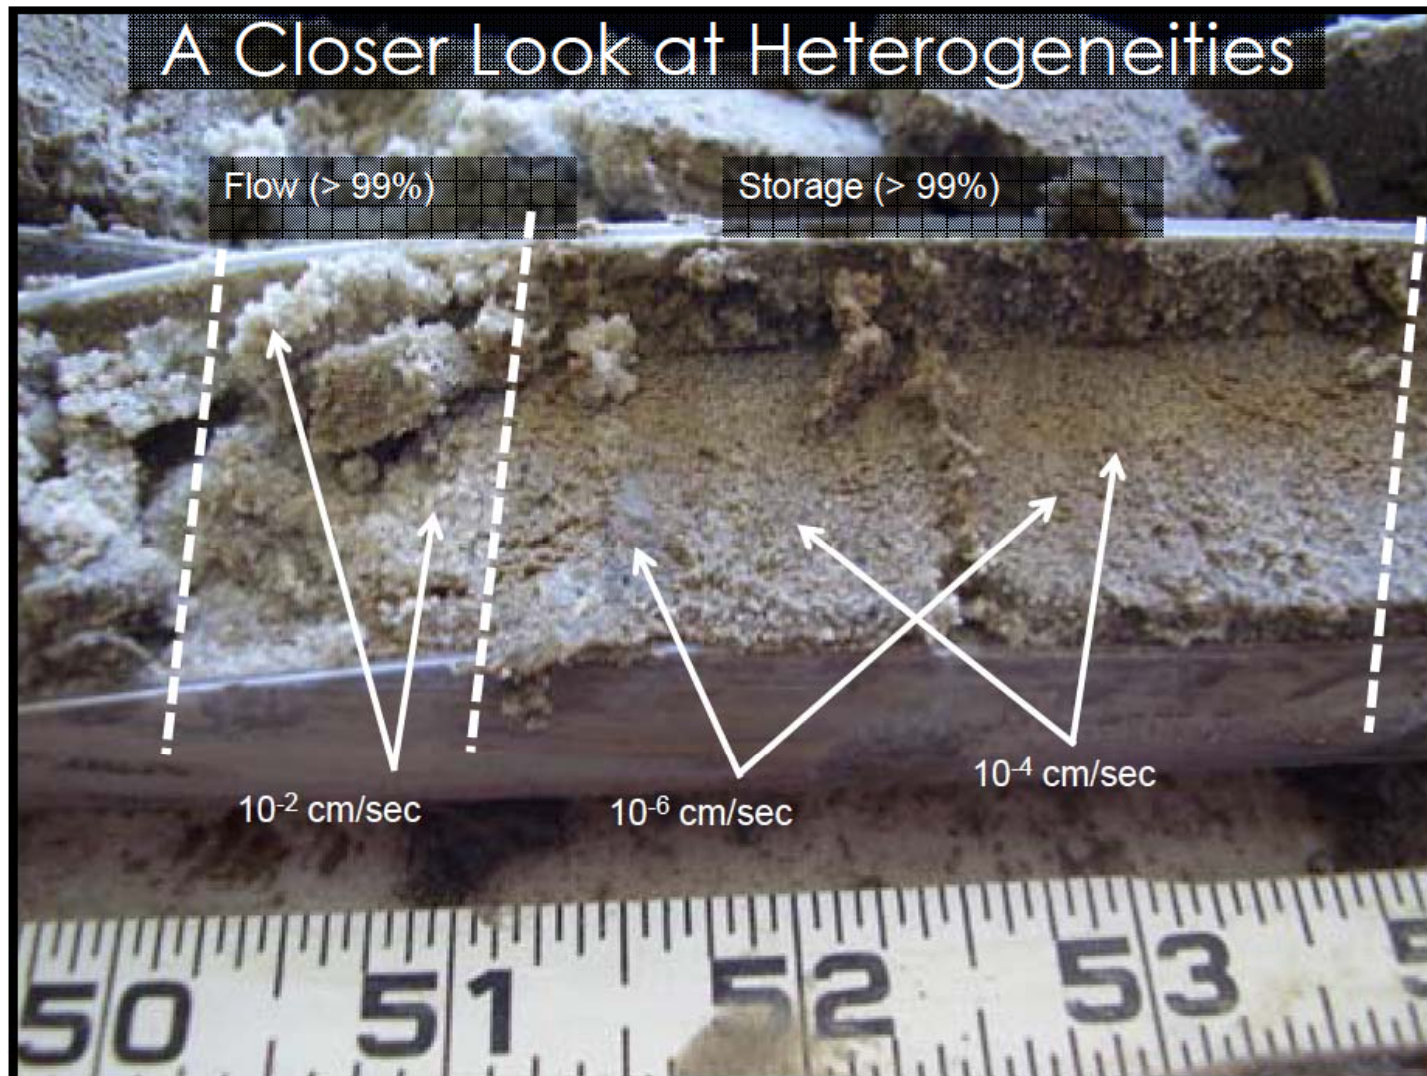 A Closer Look at Heterogeneities
Flow (> 99%)
Storage (> 99%)
10⁻² cm/sec
10⁻⁶ cm/sec
10⁻⁴ cm/sec
50 51 52 53